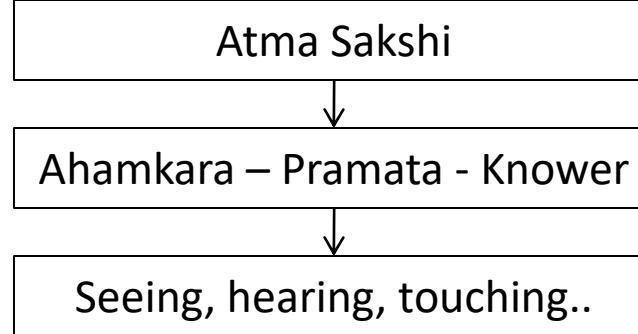 Atma Sakshi
Ahamkara – Pramata - Knower
Seeing, hearing, touching..